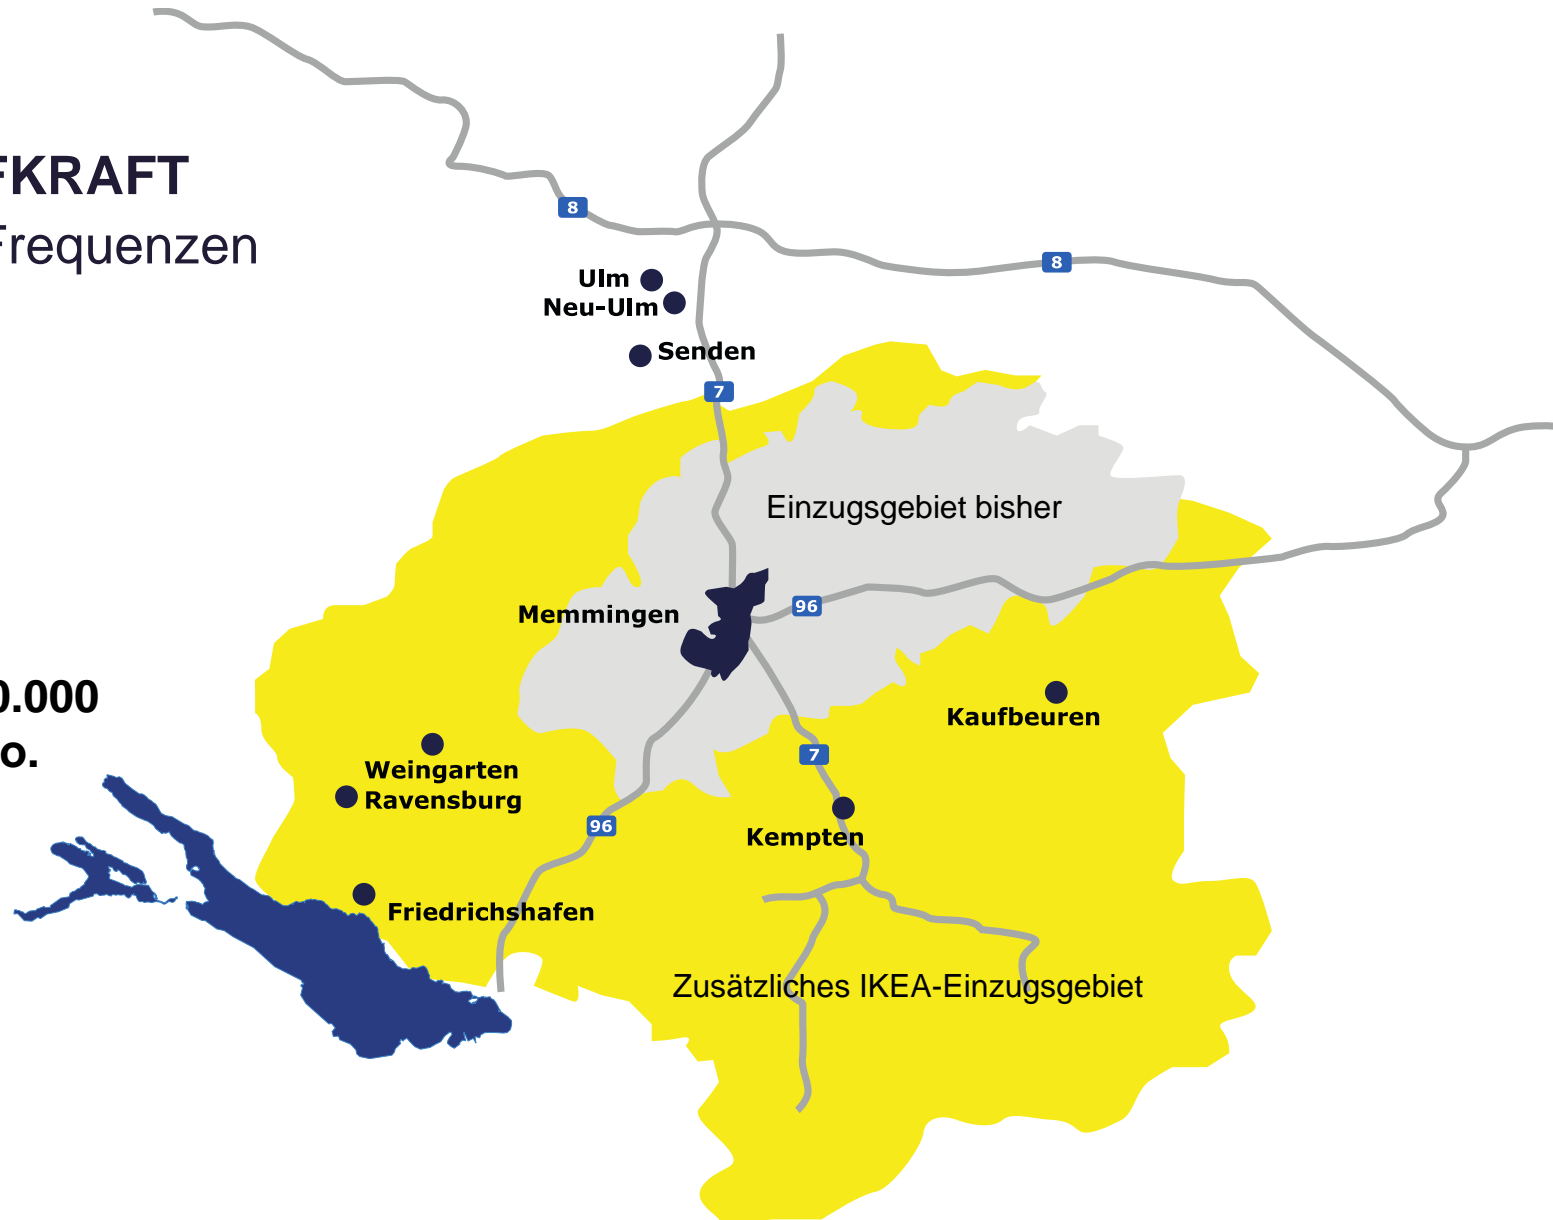 FKRAFT
Frequenzen
8
8
Ulm
Neu-Ulm
Senden
7
Einzugsgebiet bisher
Memmingen
96
0.000
o.
Kaufbeuren
Weingarten
Ravensburg
7
96
Kempten
Friedrichshafen
Zusätzliches IKEA-Einzugsgebiet